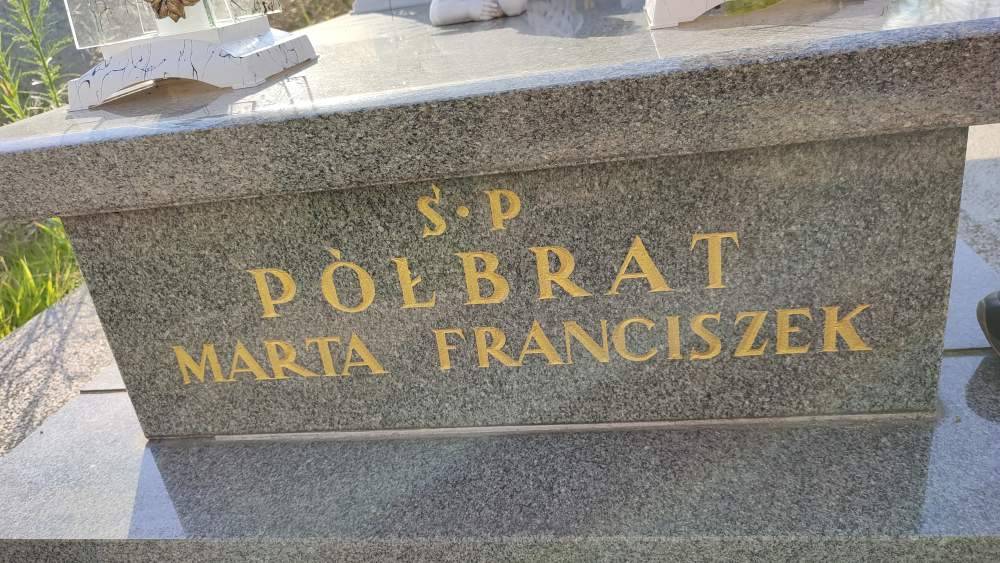 Ś.P
PÒŁBRAT
MARTA FRANCISZEK